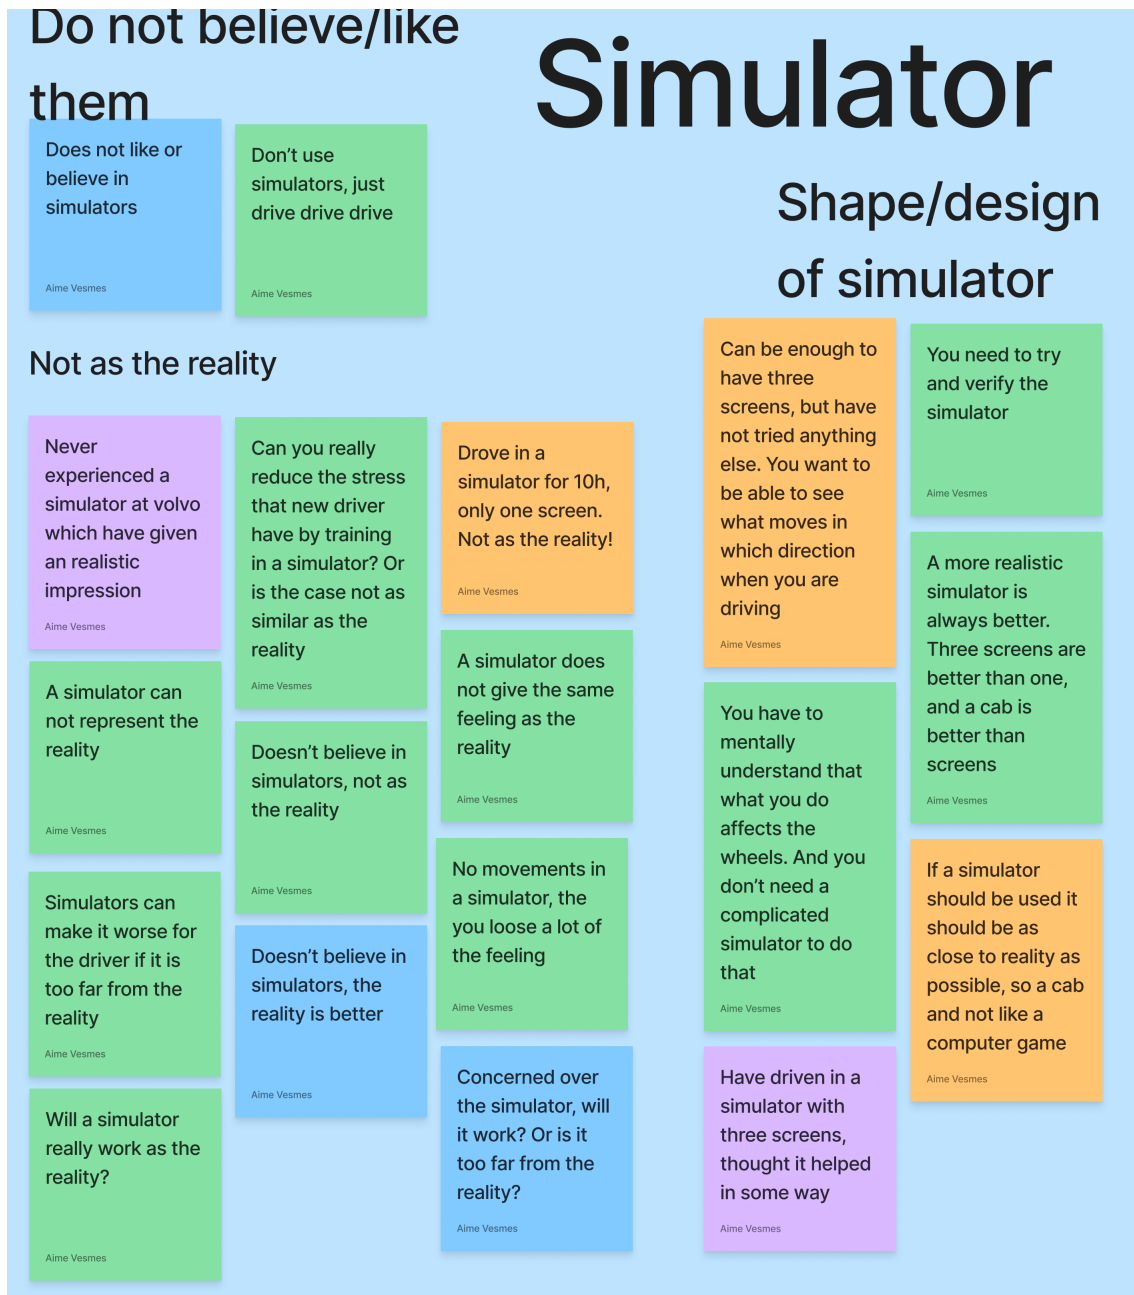 Do not believe/like
them
Simulator
Does not like or
believe in
simulators
Aime Vesmes
Don’t use
simulators, just
drive drive drive
Aime Vesmes
Not as the reality
Never
experienced a
simulator at volvo
which have given
an realistic
impression
Aime Vesmes
A simulator can
not represent the
reality
Aime Vesmes
Simulators can
make it worse for
the driver if it is
too far from the
reality
Aime Vesmes
Will a simulator
really work as the
reality?
Aime Vesmes
Can you really
reduce the stress
that new driver
have by training
in a simulator? Or
is the case not as
similar as the
reality
Aime Vesmes
Doesn’t believe in
simulators, not as
the reality
Aime Vesmes
Doesn’t believe in
simulators, the
reality is better
Aime Vesmes
Drove in a
simulator for 10h,
only one screen.
Not as the reality!
Aime Vesmes
A simulator does
not give the same
feeling as the
reality
Aime Vesmes
No movements in
a simulator, the
you loose a lot of
the feeling
Aime Vesmes
Concerned over
the simulator, will
it work? Or is it
too far from the
reality?
Aime Vesmes
Shape/design
of simulator
Can be enough to
have three
screens, but have
not tried anything
else. You want to
be able to see
what moves in
which direction
when you are
driving
Aime Vesmes
You have to
mentally
understand that
what you do
affects the
wheels. And you
don’t need a
complicated
simulator to do
that
Aime Vesmes
Have driven in a
simulator with
three screens,
thought it helped
in some way
Aime Vesmes
You need to try
and verify the
simulator
Aime Vesmes
A more realistic
simulator is
always better.
Three screens are
better than one,
and a cab is
better than
screens
Aime Vesmes
If a simulator
should be used it
should be as
close to reality as
possible, so a cab
and not like a
computer game
Aime Vesmes